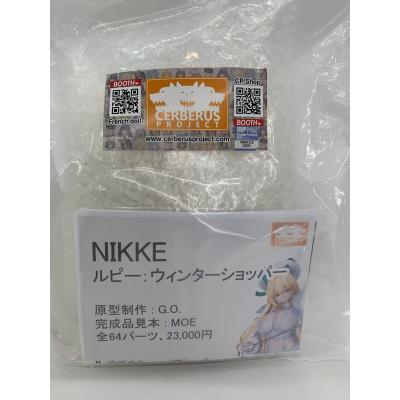 BOOTH
French doll
CERBERUS
PROJECT
www.cerberusproject.com
CP Shop
BOOTH
CERBERUS
PROJECT
NIKKE
ルピー：ウィンターショッパー
原型制作：G.O.
完成品見本：MOE
全64パーツ、23,000円